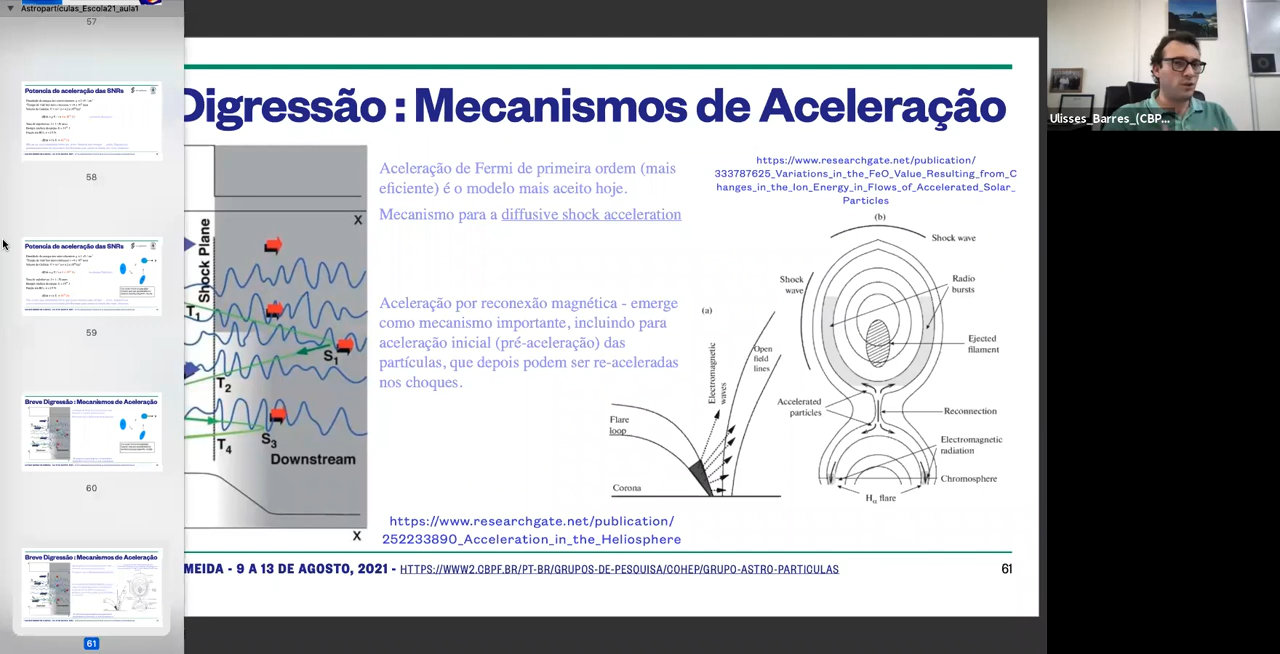 Astropartículas_Escola21_aula1
57
Potencia de aceleração das SNRs
58
Potencia de aceleração das SNRs
59
Breve Digressão : Mecanismos de Aceleração
60
Breve Digressão : Mecanismos de Aceleração
61
Digressão : Mecanismos de Aceleração
Aceleração de Fermi de primeira ordem (mais
eficiente) é o modelo mais aceito hoje.
Mecanismo para a diffusive shock acceleration
Aceleração por reconexão magnética - emerge
como mecanismo importante, incluindo para
aceleração inicial (pré-aceleração) das
partículas, que depois podem ser re-aceleradas
nos choques.
https://www.researchgate.net/publication/
333787625_Variations_in_the_FeO_Value_Resulting_from_C
hanges_in_the_Ion_Energy_in_Flows_of_Accelerated_Solar_
Particles
X
Shock Plane
T1
S1
T2
T4
S3
Downstream
X
(a)
Flare
loop
Corona
Electromagnetic
waves
Open
field
lines
(b)
Shock wave
Shock
wave
Radio
bursts
Ejected
filament
Accelerated
particles
Reconnection
Electromagnetic
radiation
Chromosphere
Hα flare
https://www.researchgate.net/publication/
252233890_Acceleration_in_the_Heliosphere
MEIDA - 9 A 13 DE AGOSTO, 2021 - HTTPS://WWW2.CBPF.BR/PT-BR/GRUPOS-DE-PESQUISA/COHEP/GRUPO-ASTRO-PARTICULAS
61
Ulisses_Barres_(CBP...